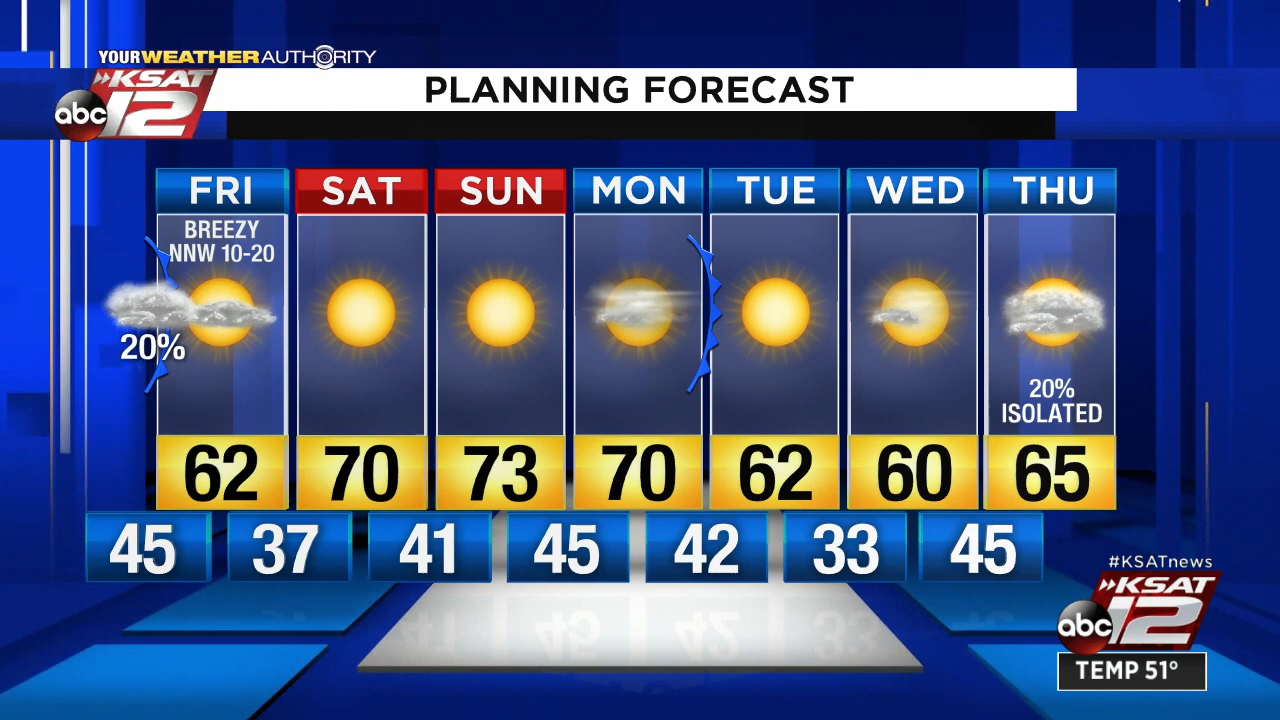 YOURWEATHERAUTHORITY
KSAT
abc 12
PLANNING FORECAST
FRI SAT SUN MON TUE WED THU
BREEZY
NNW 10-20
20%
20%
ISOLATED
62 70 73 70 62 60 65
45 37 41 45 42 33 45
#KSATnews
KSAT
abc 12
TEMP 51°